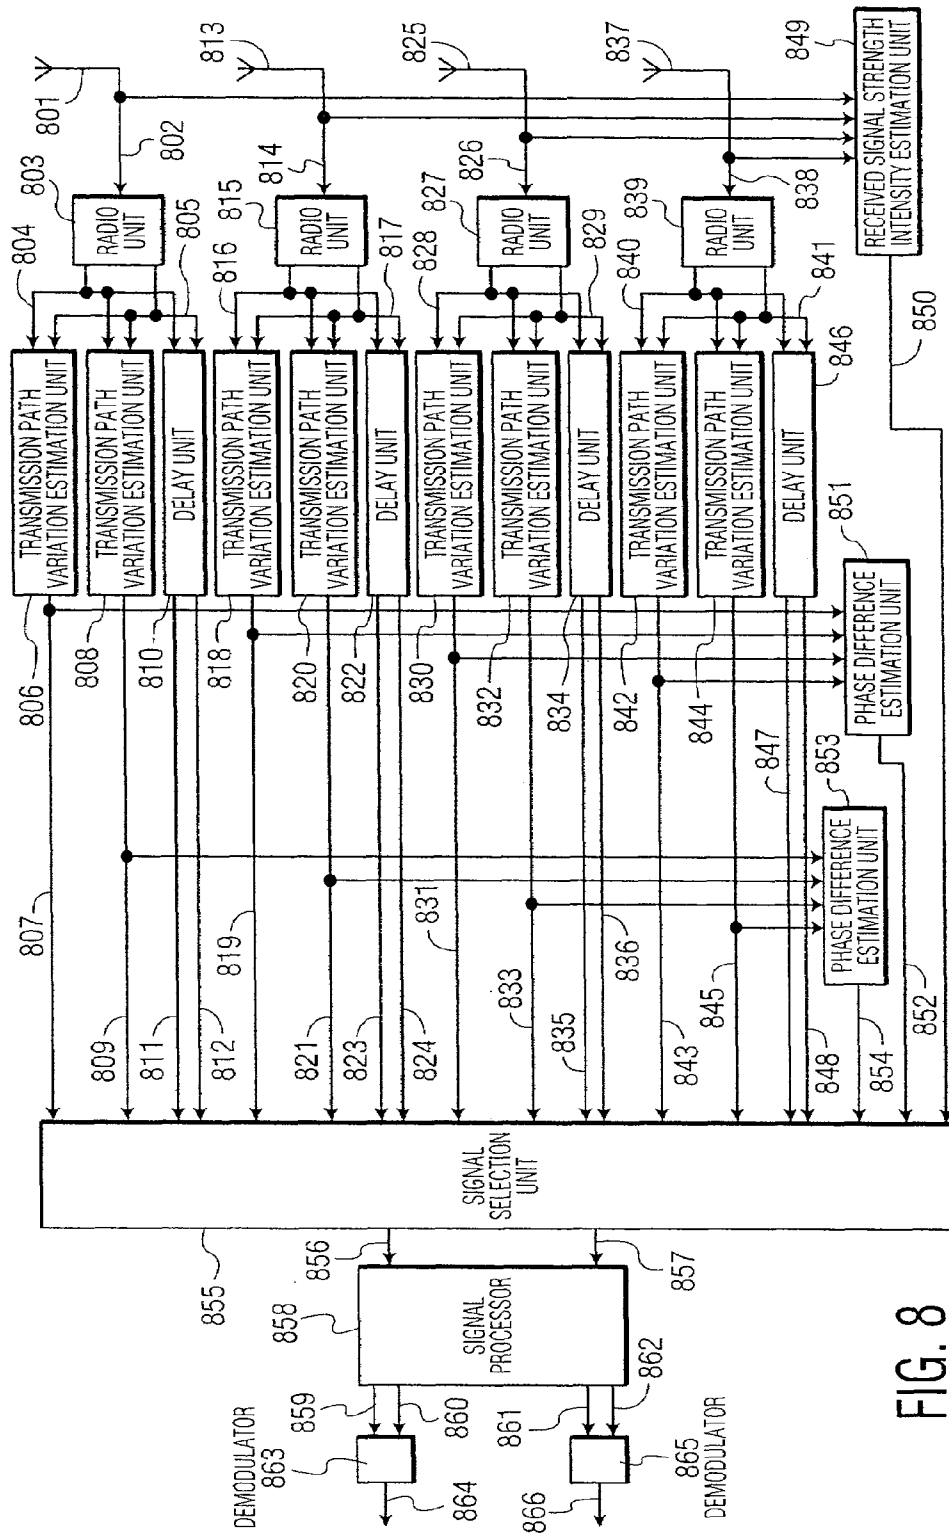 801
802
803
804
805
RADIO
UNIT
TRANSMISSION PATH
VARIATION ESTIMATION UNIT
806
807
TRANSMISSION PATH
VARIATION ESTIMATION UNIT
808
809
DELAY UNIT
810
811
812
813
814
815
816
817
RADIO
UNIT
TRANSMISSION PATH
VARIATION ESTIMATION UNIT
818
819
TRANSMISSION PATH
VARIATION ESTIMATION UNIT
820
821
DELAY UNIT
822
823
824
825
826
827
828
829
RADIO
UNIT
TRANSMISSION PATH
VARIATION ESTIMATION UNIT
830
831
TRANSMISSION PATH
VARIATION ESTIMATION UNIT
832
833
DELAY UNIT
834
835
836
837
838
839
840
841
RADIO
UNIT
TRANSMISSION PATH
VARIATION ESTIMATION UNIT
842
843
TRANSMISSION PATH
VARIATION ESTIMATION UNIT
844
845
DELAY UNIT
846
847
848
849
RECEIVED SIGNAL STRENGTH
INTENSITY ESTIMATION UNIT
850
851
PHASE DIFFERENCE
ESTIMATION UNIT
852
853
PHASE DIFFERENCE
ESTIMATION UNIT
854
SIGNAL
SELECTION
UNIT
855
856
857
858
SIGNAL
PROCESSOR
859
860
861
862
DEMODULATOR
863
864
865
DEMODULATOR
866
FIG. 8